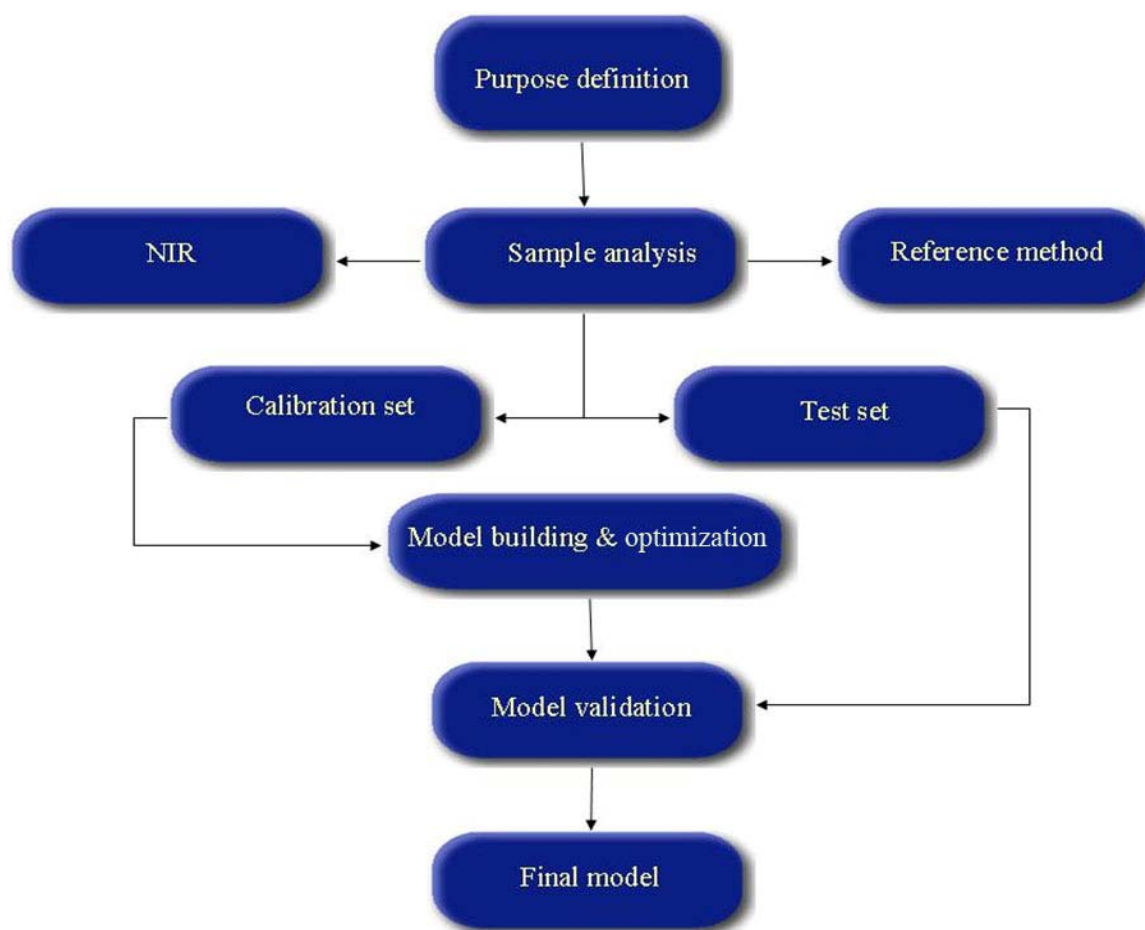 Purpose definition
NIR
Sample analysis
Reference method
Calibration set
Test set
Model building & optimization
Model validation
Final model